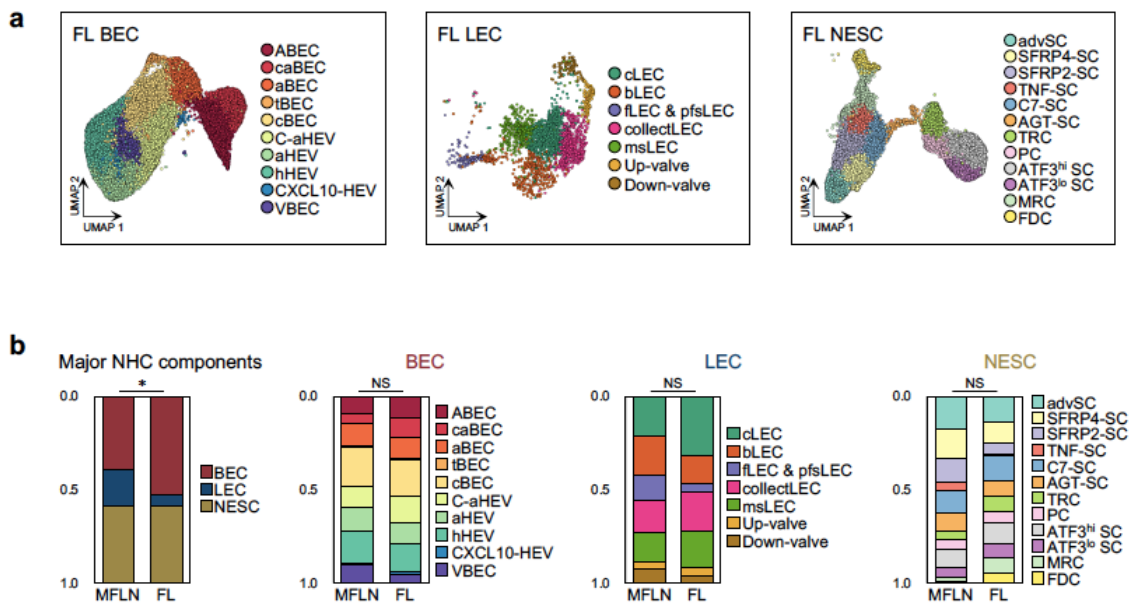 a
FL BEC
UMAP 2
UMAP 1
ABEC
caBEC
aBEC
tBEC
cBEC
C-aHEV
aHEV
hHEV
CXCL10-HEV
VBEC
FL LEC
UMAP 2
UMAP 1
cLEC
bLEC
fLEC & pfsLEC
collectLEC
msLEC
Up-valve
Down-valve
FL NESC
UMAP 2
UMAP 1
advSC
SFRP4-SC
SFRP2-SC
TNF-SC
C7-SC
AGT-SC
TRC
PC
ATF3hi SC
ATF3lo SC
MRC
FDC
b
Major NHC components
*
0.0
0.5
1.0
MFLN FL
BEC
LEC
NESC
BEC
NS
0.0
0.5
1.0
MFLN FL
ABEC
caBEC
aBEC
tBEC
cBEC
C-aHEV
aHEV
hHEV
CXCL10-HEV
VBEC
LEC
NS
0.0
0.5
1.0
MFLN FL
cLEC
bLEC
fLEC & pfsLEC
collectLEC
msLEC
Up-valve
Down-valve
NESC
NS
0.0
0.5
1.0
MFLN FL
advSC
SFRP4-SC
SFRP2-SC
TNF-SC
C7-SC
AGT-SC
TRC
PC
ATF3hi SC
ATF3lo SC
MRC
FDC